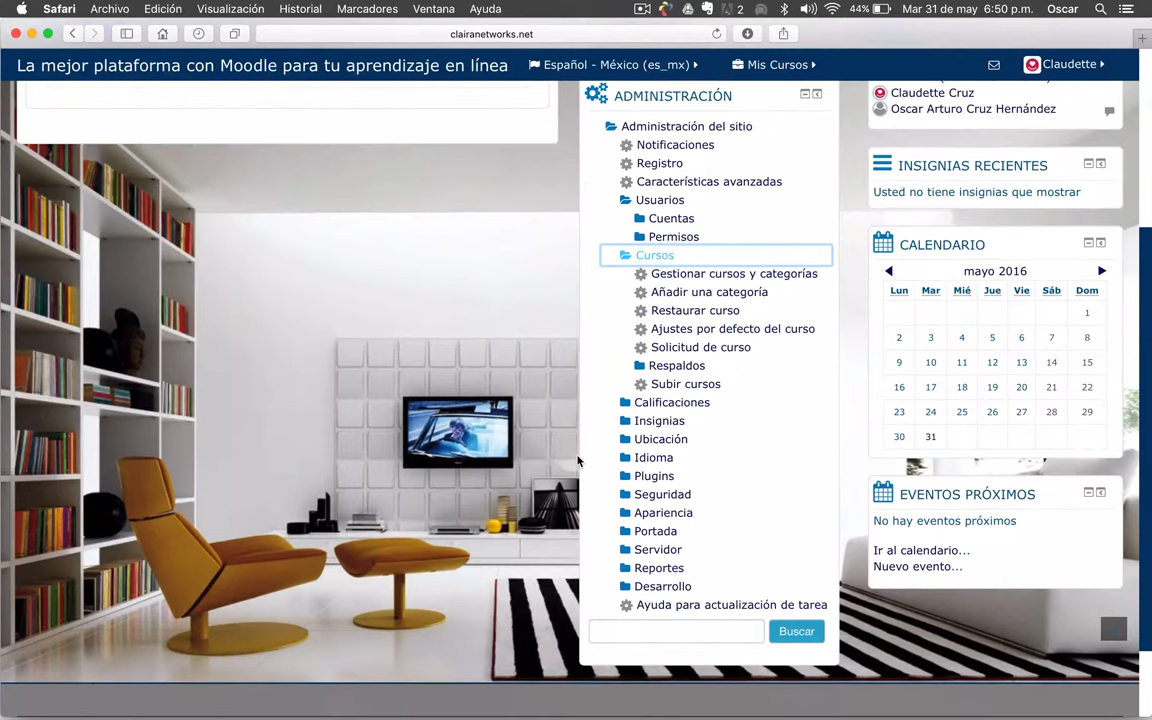 Safari Archivo Edición Visualización Historial Marcadores Ventana Ayuda 2 44% Mar 31 de may 6:50 p.m. Oscar
clairanetworks.net
La mejor plataforma con Moodle para tu aprendizaje en línea Español - México (es_mx) Mis Cursos Claudette
ADMINISTRACIÓN
Administración del sitio
Notificaciones
Registro
Características avanzadas
Usuarios
Cuentas
Permisos
Cursos
Gestionar cursos y categorías
Añadir una categoría
Restaurar curso
Ajustes por defecto del curso
Solicitud de curso
Respaldos
Subir cursos
Calificaciones
Insignias
Ubicación
Idioma
Plugins
Seguridad
Apariencia
Portada
Servidor
Reportes
Desarrollo
Ayuda para actualización de tarea
Buscar
Claudette Cruz
Oscar Arturo Cruz Hernández
INSIGNIAS RECIENTES
Usted no tiene insignias que mostrar
CALENDARIO
mayo 2016
Lun Mar Mié Jue Vie Sáb Dom
1
2 3 4 5 6 7 8
9 10 11 12 13 14 15
16 17 18 19 20 21 22
23 24 25 26 27 28 29
30 31
EVENTOS PRÓXIMOS
No hay eventos próximos
Ir al calendario...
Nuevo evento...